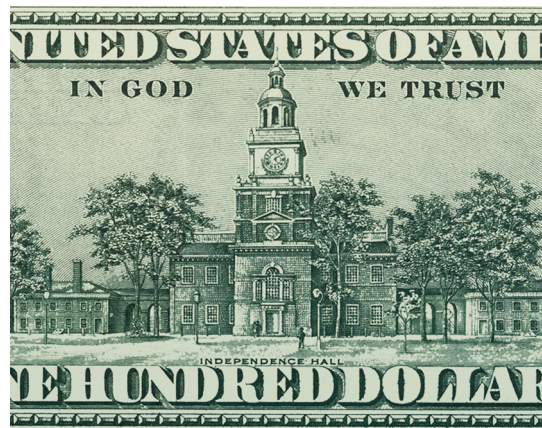 NITED STATES OF AME
IN GOD WE TRUST
INDEPENDENCE HALL
NE HUNDRED DOLLAR